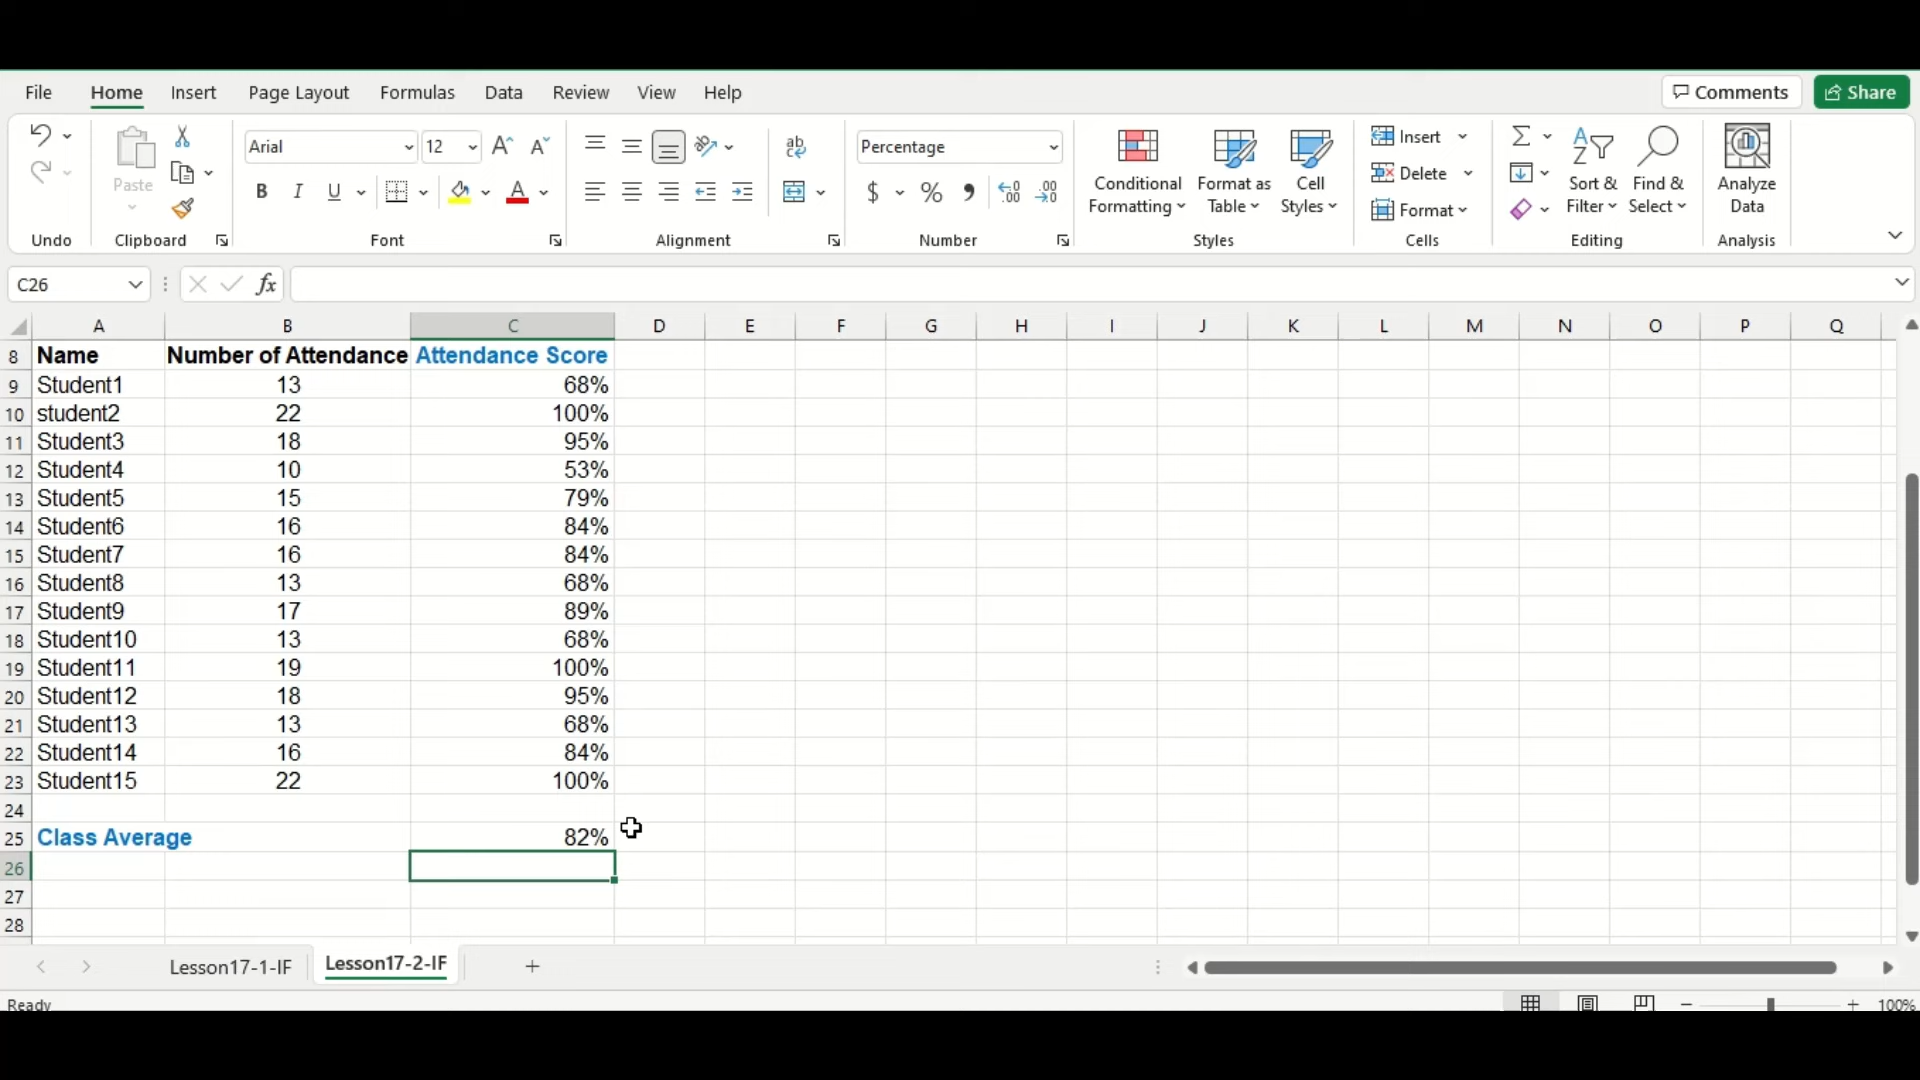 File Home Insert Page Layout Formulas Data Review View Help Comments Share
Arial 12 ab c Percentage Insert Σ A Z
Paste Conditional Formatting Format as Table Cell Styles Delete Sort & Filter Find & Select Analyze Data
B I U A $ % , .00 .00 Format
Undo Clipboard Font Alignment Number Styles Cells Editing Analysis
C26 fx
A B C D E F G H I J K L M N O P Q
8 Name Number of Attendance Attendance Score
9 Student1 13 68%
10 student2 22 100%
11 Student3 18 95%
12 Student4 10 53%
13 Student5 15 79%
14 Student6 16 84%
15 Student7 16 84%
16 Student8 13 68%
17 Student9 17 89%
18 Student10 13 68%
19 Student11 19 100%
20 Student12 18 95%
21 Student13 13 68%
22 Student14 16 84%
23 Student15 22 100%
24
25 Class Average 82%
26
27
28
Lesson17-1-IF Lesson17-2-IF
Ready 100%